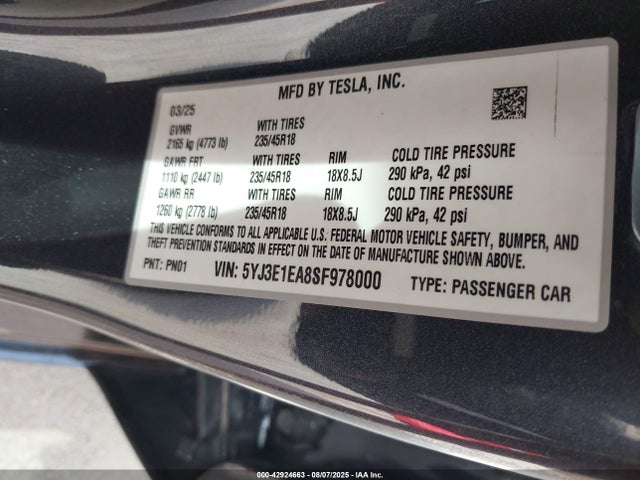 MFD BY TESLA, INC.
03/25
GVWR WITH TIRES
2165 kg (4773 lb) 235/45R18
GAWR FRT WITH TIRES RIM COLD TIRE PRESSURE
1110 kg (2447 lb) 235/45R18 18X8.5J 290 kPa, 42 psi
GAWR RR WITH TIRES RIM COLD TIRE PRESSURE
1260 kg (2778 lb) 235/45R18 18X8.5J 290 kPa, 42 psi
THIS VEHICLE CONFORMS TO ALL APPLICABLE U.S. FEDERAL MOTOR VEHICLE SAFETY, BUMPER, AND
THEFT PREVENTION STANDARDS IN EFFECT ON THE DATE OF MANUFACTURE SHOWN ABOVE.
PNT: PN01 VIN: 5YJ3E1EA8SF978000 TYPE: PASSENGER CAR
000-42924663 - 08/07/2025 - IAA Inc.